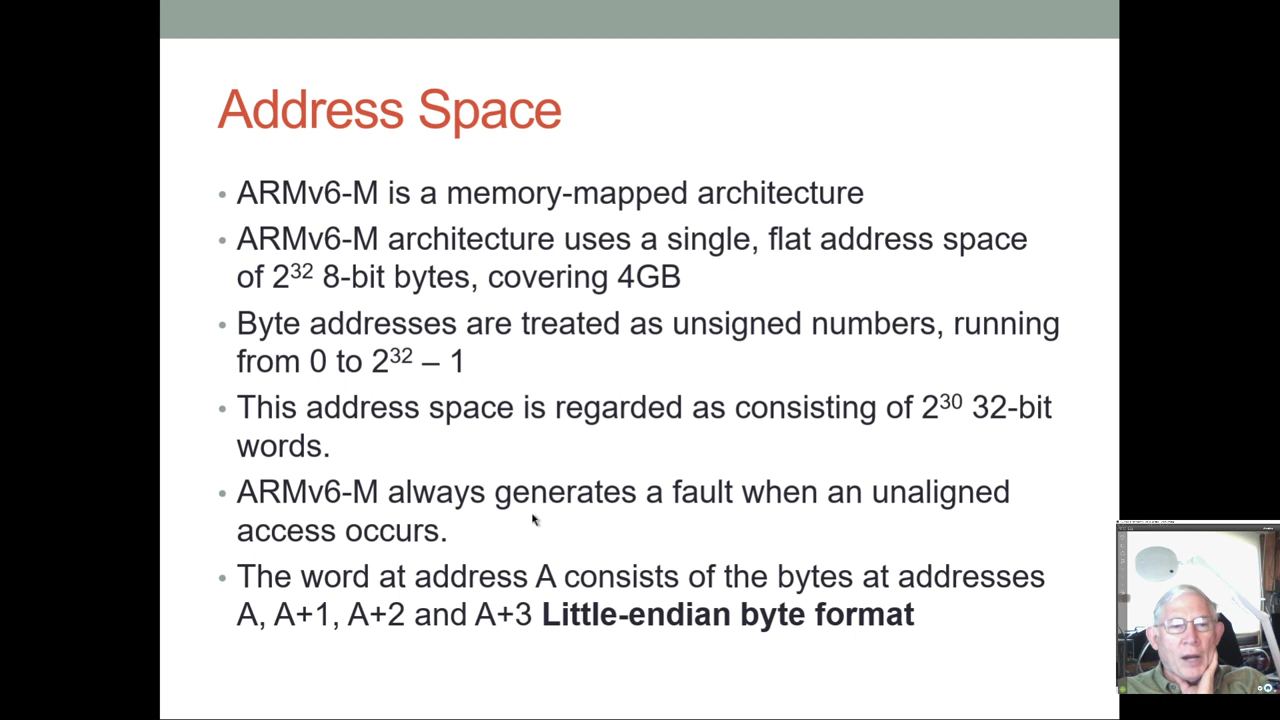 Address Space
• ARMv6-M is a memory-mapped architecture
• ARMv6-M architecture uses a single, flat address space
of 2³² 8-bit bytes, covering 4GB
• Byte addresses are treated as unsigned numbers, running
from 0 to 2³² – 1
• This address space is regarded as consisting of 2³⁰ 32-bit
words.
• ARMv6-M always generates a fault when an unaligned
access occurs.
• The word at address A consists of the bytes at addresses
A, A+1, A+2 and A+3 Little-endian byte format